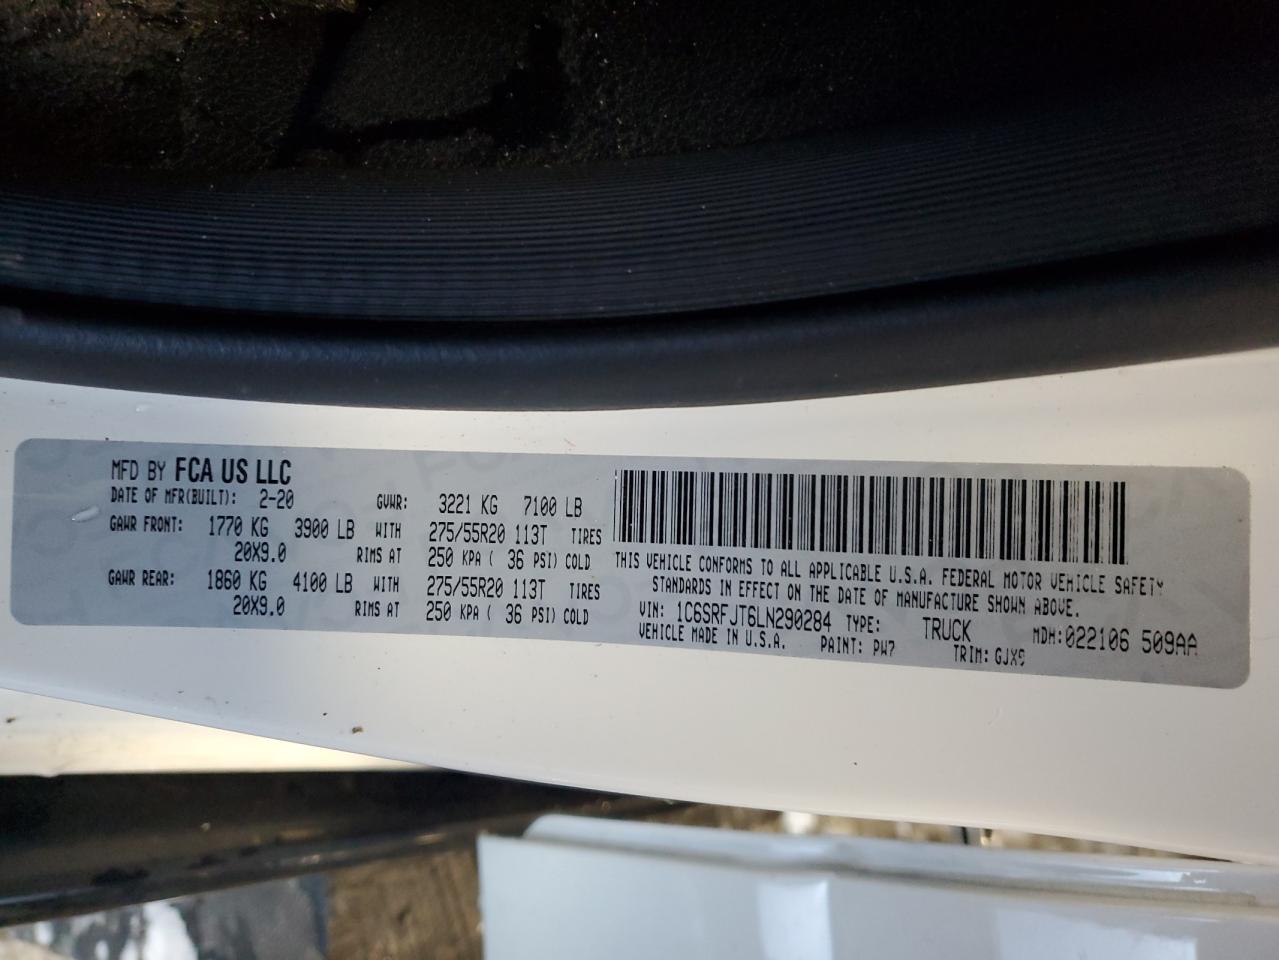 MFD BY FCA US LLC
DATE OF MFR(BUILT): 2-20 GVWR: 3221 KG 7100 LB
GAWR FRONT: 1770 KG 3900 LB WITH 275/55R20 113T TIRES
20X9.0 RIMS AT 250 KPA ( 36 PSI) COLD
GAWR REAR: 1860 KG 4100 LB WITH 275/55R20 113T TIRES
20X9.0 RIMS AT 250 KPA ( 36 PSI) COLD
THIS VEHICLE CONFORMS TO ALL APPLICABLE U.S.A. FEDERAL MOTOR VEHICLE SAFETY
STANDARDS IN EFFECT ON THE DATE OF MANUFACTURE SHOWN ABOVE.
VIN: 1C6SRFJT6LN290284 TYPE: TRUCK MDH:022106 509AA
VEHICLE MADE IN U.S.A. PAINT: PW7 TRIM: GJX9